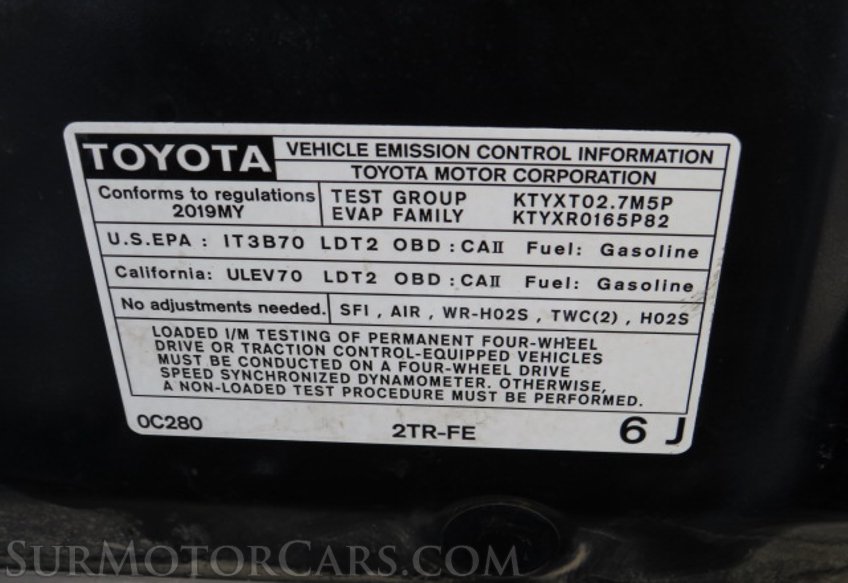 TOYOTA
VEHICLE EMISSION CONTROL INFORMATION
TOYOTA MOTOR CORPORATION
Conforms to regulations
2019MY
TEST GROUP KTYXT02.7M5P
EVAP FAMILY KTYXR0165P82
U.S.EPA : IT3B70 LDT2 OBD : CAⅡ Fuel: Gasoline
California: ULEV70 LDT2 OBD : CAⅡ Fuel: Gasoline
No adjustments needed.
SFI , AIR , WR-HO2S , TWC(2) , HO2S
LOADED I/M TESTING OF PERMANENT FOUR-WHEEL
DRIVE OR TRACTION CONTROL-EQUIPPED VEHICLES
MUST BE CONDUCTED ON A FOUR-WHEEL DRIVE
SPEED SYNCHRONIZED DYNAMOMETER. OTHERWISE,
A NON-LOADED TEST PROCEDURE MUST BE PERFORMED.
0C280 2TR-FE 6 J
SURMOTORCARS.COM